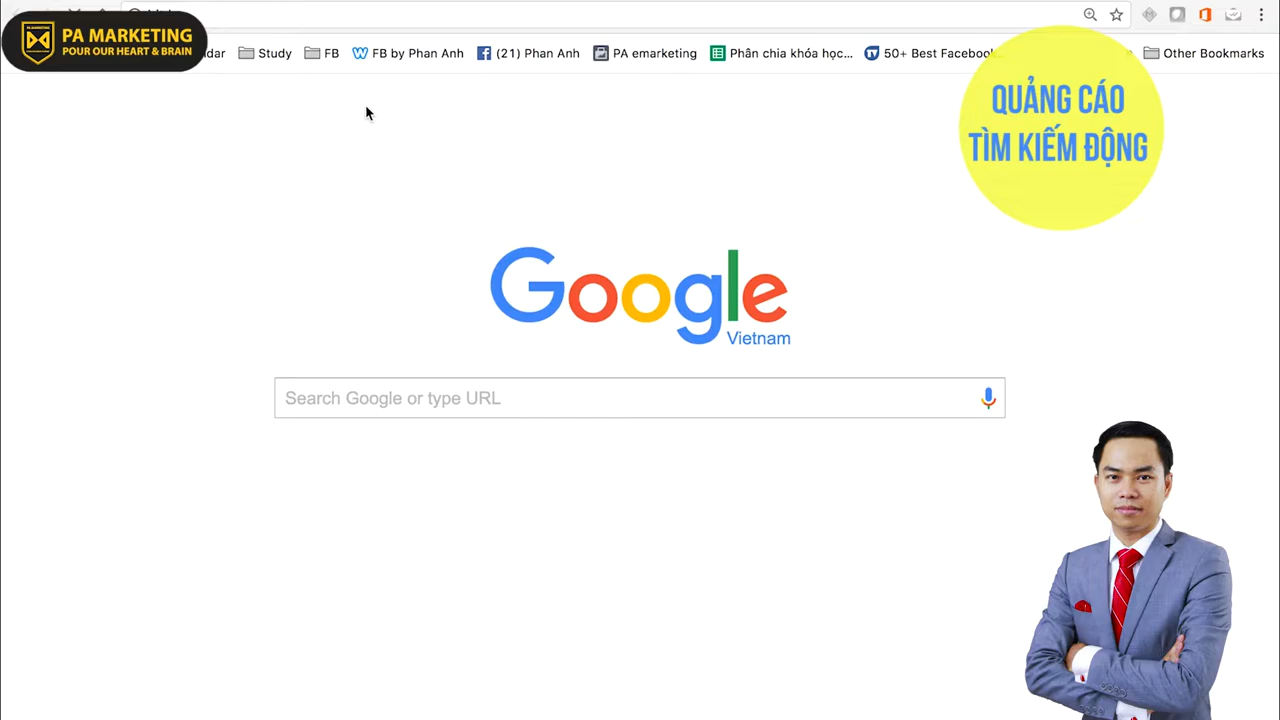 PA MARKETING
POUR OUR HEART & BRAIN
dar
Study
FB
FB by Phan Anh
(21) Phan Anh
PA emarketing
Phân chia khóa học...
50+ Best Facebook
Other Bookmarks
QUẢNG CÁO
TÌM KIẾM ĐỘNG
Google
Vietnam
Search Google or type URL